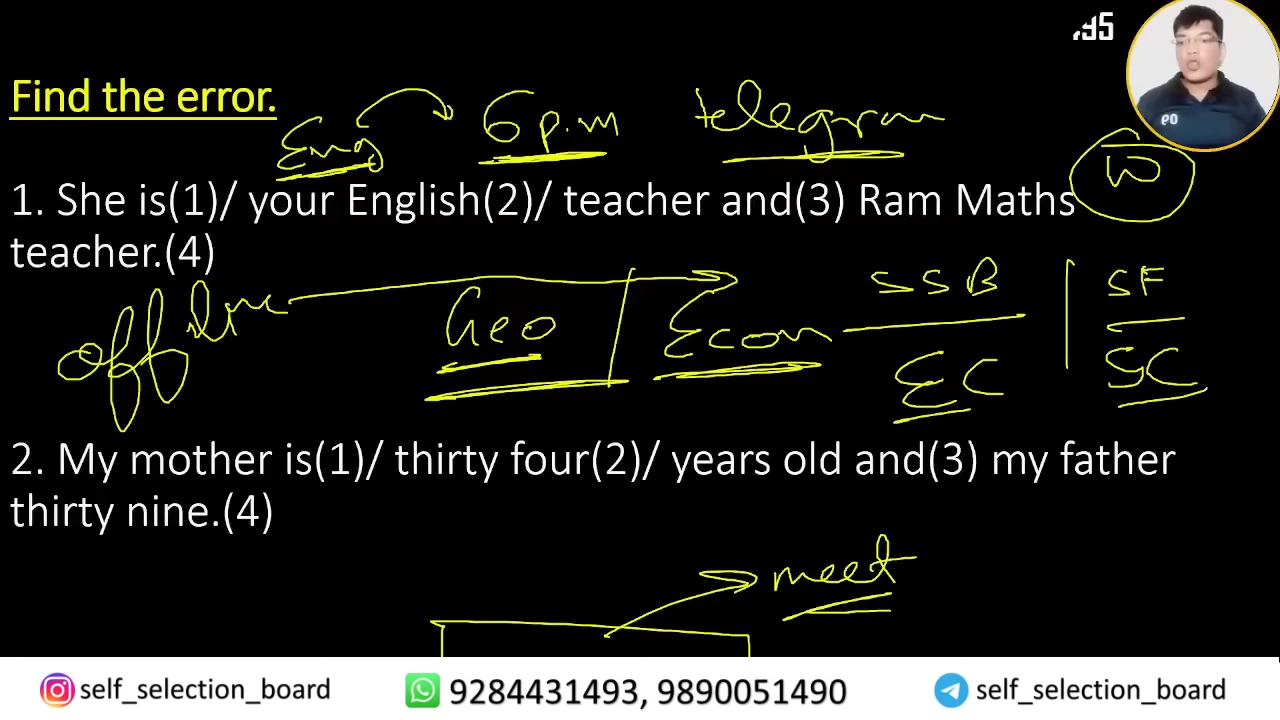 Find the error.
Eng 6 p.m telegram
10
1. She is(1)/ your English(2)/ teacher and(3) Ram Maths
teacher.(4)
offline Geo Econ SSB SF
EC SC
2. My mother is(1)/ thirty four(2)/ years old and(3) my father
thirty nine.(4)
meet
self_selection_board 9284431493, 9890051490 self_selection_board